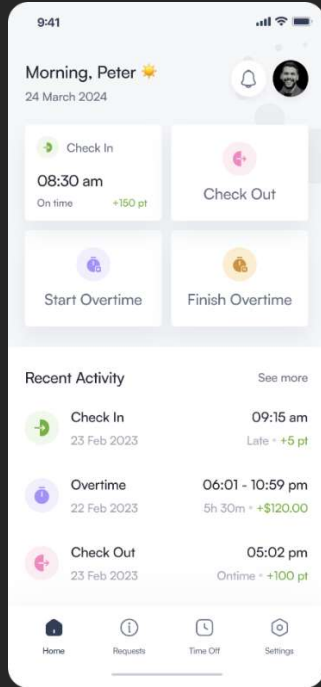 9:41
Morning, Peter ☀️
24 March 2024
Check In
08:30 am
On time +150 pt
Check Out
Start Overtime
Finish Overtime
Recent Activity See more
Check In 09:15 am
23 Feb 2023 Late • +5 pt
Overtime 06:01 - 10:59 pm
22 Feb 2023 5h 30m • +$120.00
Check Out 05:02 pm
23 Feb 2023 Ontime • +100 pt
Home Requests Time Off Settings